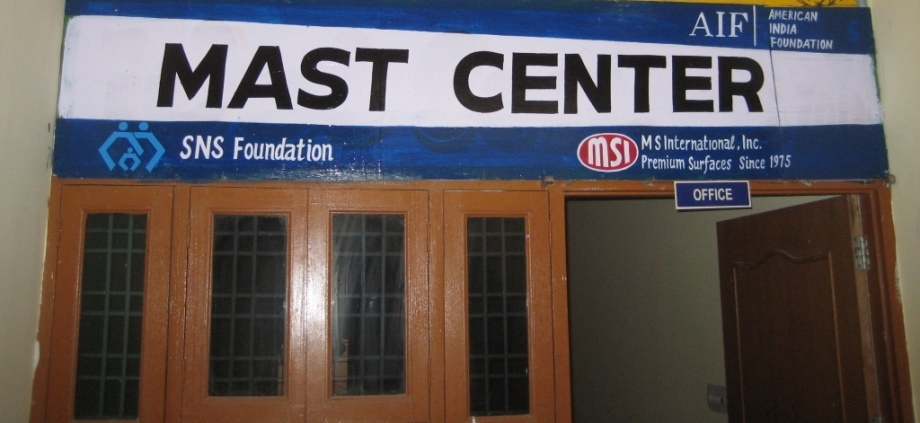 AIF AMERICAN
INDIA
FOUNDATION
MAST CENTER
SNS Foundation
MSI M S International, Inc.
Premium Surfaces Since 1975
OFFICE